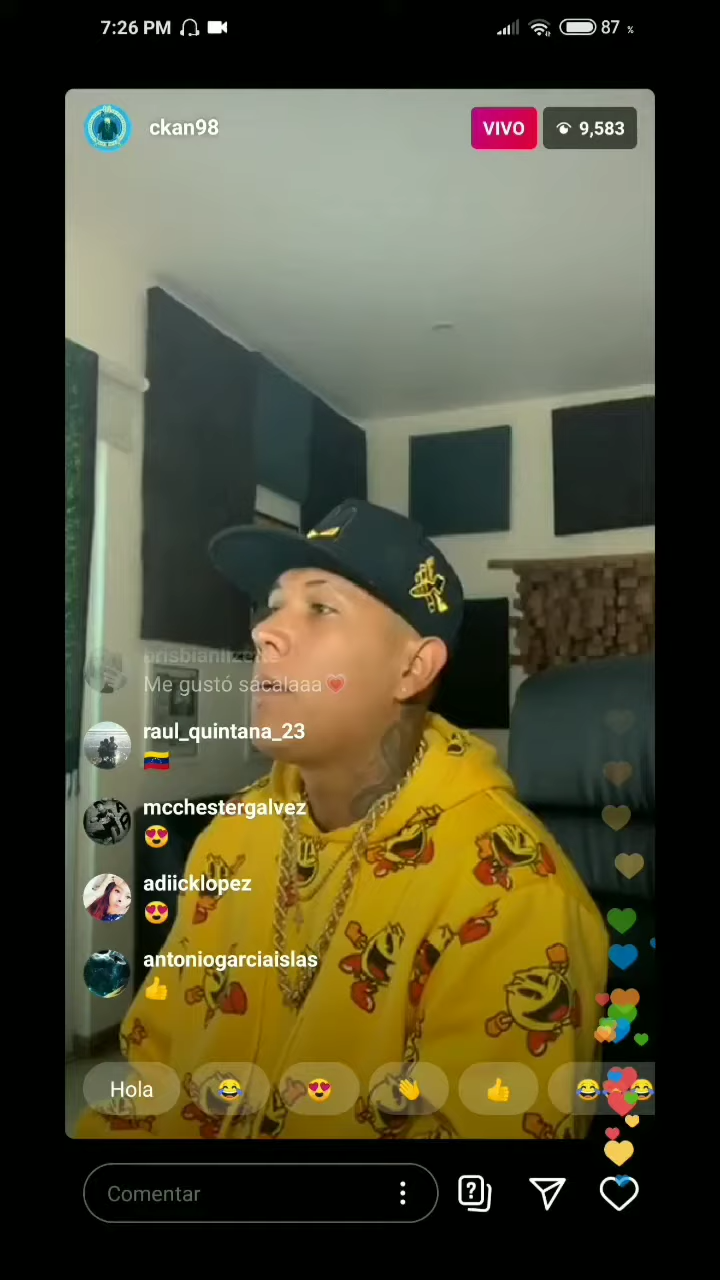 7:26 PM
87 %
ckan98
VIVO
9,583
Me gustó sácalaaa
raul_quintana_23
mcchestergalvez
adiicklopez
antoniogarciaislas
Hola
Comentar